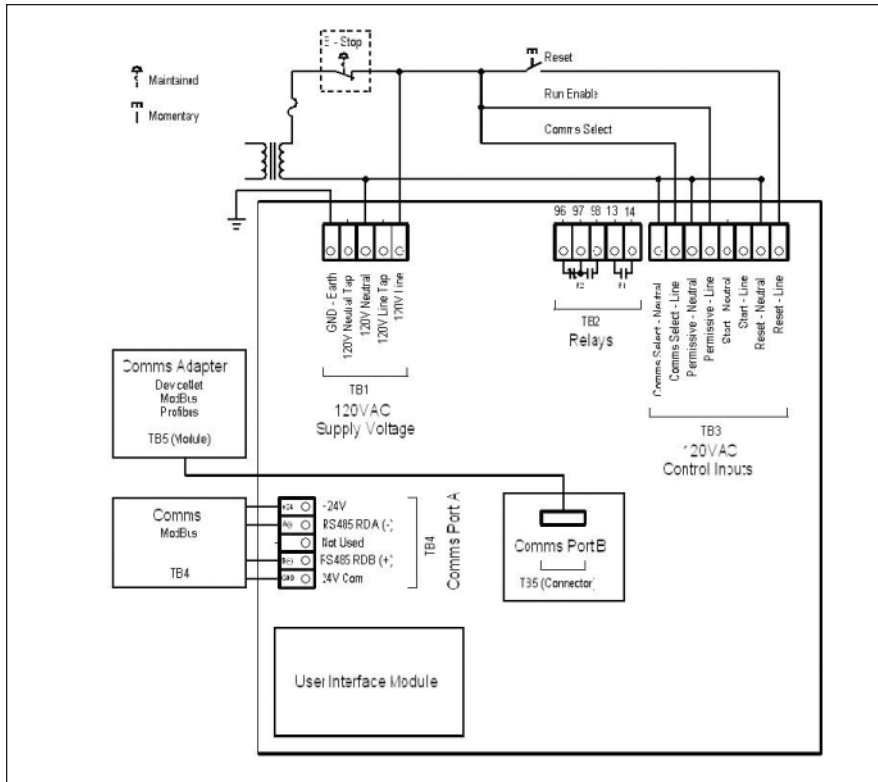 E - Stop
Reset
Maintained
Run Enable
Momentary
Comms Select
96 97 98 13 14
R2
R1
GND - Earth
120V Neutral Tap
120V Neutral
120V Line Tap
120V Line
TB1
120VAC
Supply Voltage
TB2
Relays
Comms Select - Neutral
Comms Select - Line
Permissive - Neutral
Permissive - Line
Start - Neutral
Start - Line
Reset - Neutral
Reset - Line
TB3
120VAC
Control Inputs
Comms Adapter
DeviceNet
ModBus
Profibus
TB5 (Module)
Comms
ModBus
TB4
+24
A(-)
B(+)
GND
RS485 RDA (-)
Not Used
RS485 RDB (+)
24V Com
TB4
Comms Port A
Comms Port B
TB5 (Connector)
User Interface Module